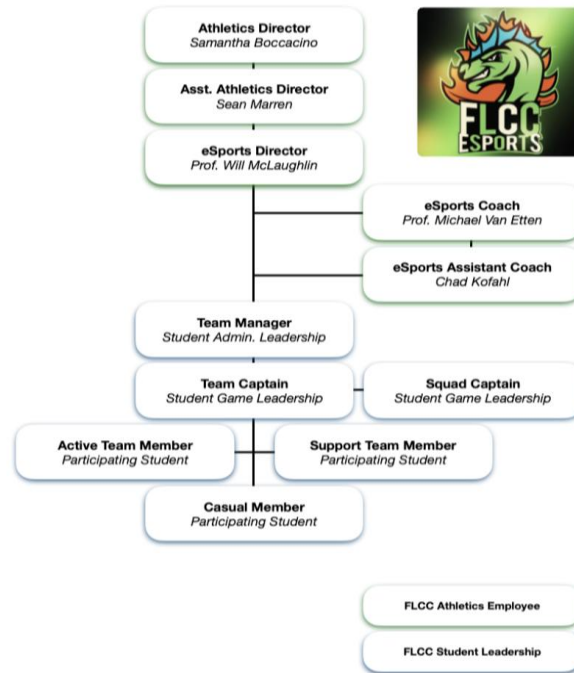 Athletics Director
Samantha Boccacino
Asst. Athletics Director
Sean Marren
eSports Director
Prof. Will McLaughlin
FLCC
ESPORTS
eSports Coach
Prof. Michael Van Etten
eSports Assistant Coach
Chad Kofahl
Team Manager
Student Admin. Leadership
Team Captain
Student Game Leadership
Squad Captain
Student Game Leadership
Active Team Member
Participating Student
Support Team Member
Participating Student
Casual Member
Participating Student
FLCC Athletics Employee
FLCC Student Leadership